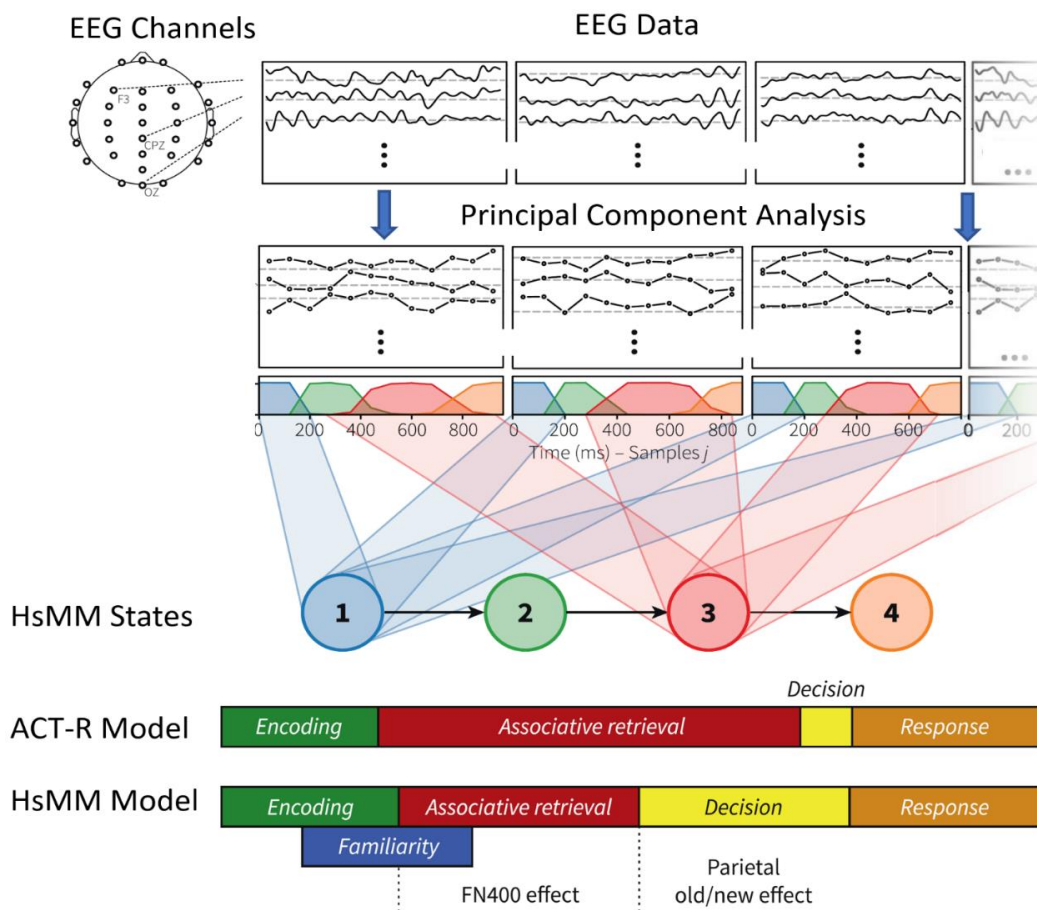 EEG Channels
EEG Data
F3
CPZ
OZ
Principal Component Analysis
0 200 400 600 800 0 200 400 600 800 0 200 400 600 0 200
Time (ms) – Samples j
HsMM States
1 2 3 4
Decision
ACT-R Model
Encoding Associative retrieval Response
HsMM Model
Encoding Associative retrieval Decision Response
Familiarity
FN400 effect
Parietal
old/new effect